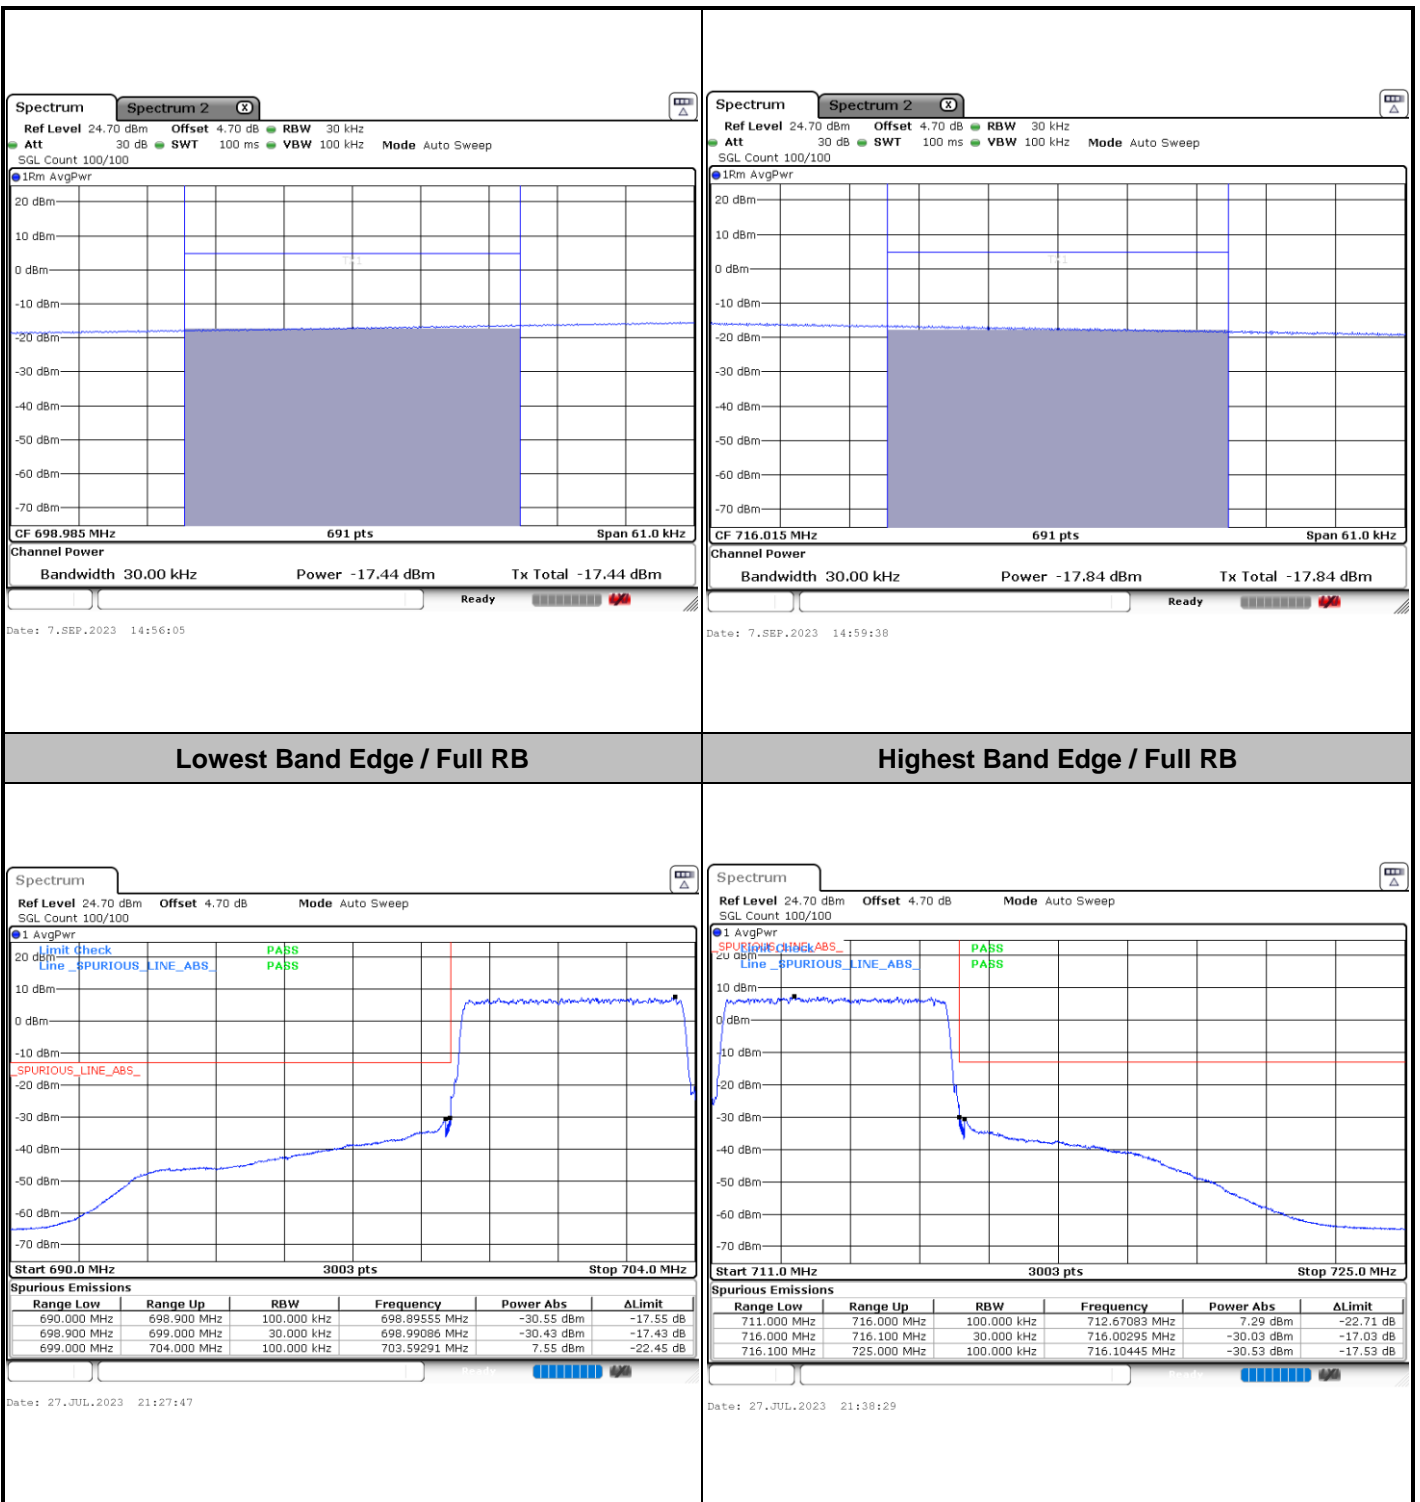 Spectrum
Spectrum 2
Ref Level 24.70 dBm Offset 4.70 dB RBW 30 kHz
Att 30 dB SWT 100 ms VBW 100 kHz Mode Auto Sweep
SGL Count 100/100
1Rm AvgPwr
20 dBm
10 dBm
0 dBm
-10 dBm
-20 dBm
-30 dBm
-40 dBm
-50 dBm
-60 dBm
-70 dBm
CF 698.985 MHz 691 pts Span 61.0 kHz
Channel Power
Bandwidth 30.00 kHz Power -17.44 dBm Tx Total -17.44 dBm
Ready
Date: 7.SEP.2023 14:56:05
Spectrum
Spectrum 2
Ref Level 24.70 dBm Offset 4.70 dB RBW 30 kHz
Att 30 dB SWT 100 ms VBW 100 kHz Mode Auto Sweep
SGL Count 100/100
1Rm AvgPwr
20 dBm
10 dBm
0 dBm
-10 dBm
-20 dBm
-30 dBm
-40 dBm
-50 dBm
-60 dBm
-70 dBm
CF 716.015 MHz 691 pts Span 61.0 kHz
Channel Power
Bandwidth 30.00 kHz Power -17.84 dBm Tx Total -17.84 dBm
Ready
Date: 7.SEP.2023 14:59:38
Lowest Band Edge / Full RB
Highest Band Edge / Full RB
Spectrum
Ref Level 24.70 dBm Offset 4.70 dB Mode Auto Sweep
SGL Count 100/100
1 AvgPwr
Limit Check PASS
20 dBm
Line _SPURIOUS_LINE_ABS_ PASS
10 dBm
0 dBm
-10 dBm
_SPURIOUS_LINE_ABS_
-20 dBm
-30 dBm
-40 dBm
-50 dBm
-60 dBm
-70 dBm
Start 690.0 MHz 3003 pts Stop 704.0 MHz
Spurious Emissions
Range Low Range Up RBW Frequency Power Abs ΔLimit
690.000 MHz 698.900 MHz 100.000 kHz 698.89555 MHz -30.55 dBm -17.55 dB
698.900 MHz 699.000 MHz 30.000 kHz 698.99086 MHz -30.43 dBm -17.43 dB
699.000 MHz 704.000 MHz 100.000 kHz 703.59291 MHz 7.55 dBm -22.45 dB
Date: 27.JUL.2023 21:27:47
Spectrum
Ref Level 24.70 dBm Offset 4.70 dB Mode Auto Sweep
SGL Count 100/100
1 AvgPwr
_SPURIOUS_LINE_ABS_
Limit Check PASS
20 dBm
Line _SPURIOUS_LINE_ABS_ PASS
10 dBm
0 dBm
-10 dBm
-20 dBm
-30 dBm
-40 dBm
-50 dBm
-60 dBm
-70 dBm
Start 711.0 MHz 3003 pts Stop 725.0 MHz
Spurious Emissions
Range Low Range Up RBW Frequency Power Abs ΔLimit
711.000 MHz 716.000 MHz 100.000 kHz 712.67083 MHz 7.29 dBm -22.71 dB
716.000 MHz 716.100 MHz 30.000 kHz 716.00295 MHz -30.03 dBm -17.03 dB
716.100 MHz 725.000 MHz 100.000 kHz 716.10445 MHz -30.53 dBm -17.53 dB
Date: 27.JUL.2023 21:38:29